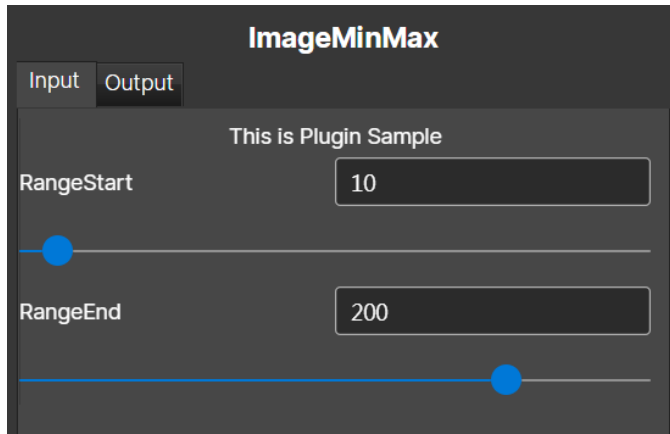 ImageMinMax
Input Output
This is Plugin Sample
RangeStart 10
RangeEnd 200